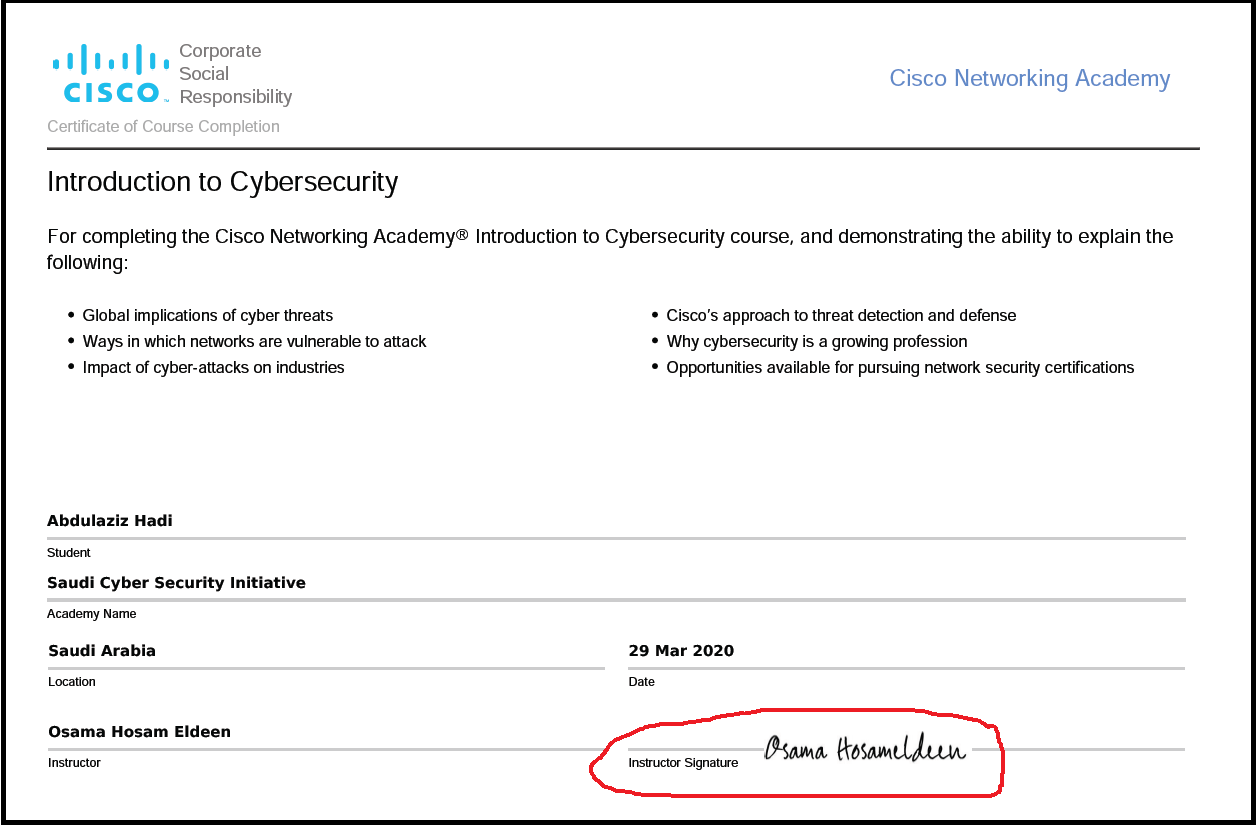 Corporate
Social
Responsibility
CISCO™
Cisco Networking Academy
Certificate of Course Completion
Introduction to Cybersecurity
For completing the Cisco Networking Academy® Introduction to Cybersecurity course, and demonstrating the ability to explain the
following:
• Global implications of cyber threats
• Ways in which networks are vulnerable to attack
• Impact of cyber-attacks on industries
• Cisco's approach to threat detection and defense
• Why cybersecurity is a growing profession
• Opportunities available for pursuing network security certifications
Abdulaziz Hadi
Student
Saudi Cyber Security Initiative
Academy Name
Saudi Arabia
Location
29 Mar 2020
Date
Osama Hosam Eldeen
Instructor
Osama Hosameldeen
Instructor Signature